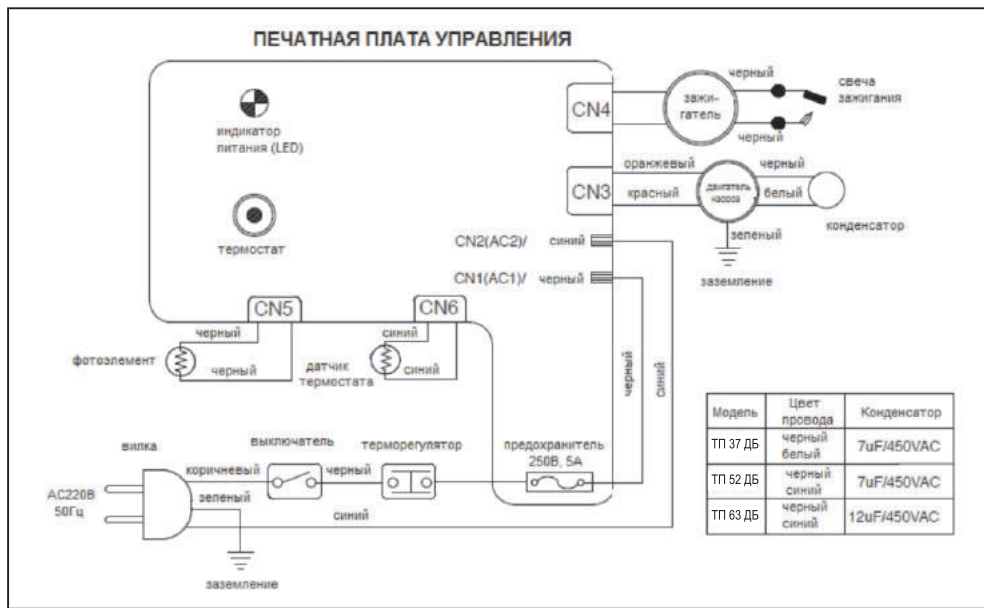 ПЕЧАТНАЯ ПЛАТА УПРАВЛЕНИЯ
индикатор
питания (LED)
термостат
CN4
зажи-
гатель
черный
черный
свеча
зажигания
CN3
оранжевый
красный
двигатель
насоса
черный
белый
конденсатор
зеленый
заземление
CN2(AC2)/ синий
CN1(AC1)/ черный
CN5
черный
черный
фотоэлемент
CN6
синий
синий
датчик
термостата
черный
синий
вилка
AC220В
50Гц
коричневый
зеленый
синий
заземление
выключатель
черный
терморегулятор
предохранитель
250В, 5А
Модель Цвет провода Конденсатор
ТП 37 ДБ черный белый 7uF/450VAC
ТП 52 ДБ черный синий 7uF/450VAC
ТП 63 ДБ черный синий 12uF/450VAC